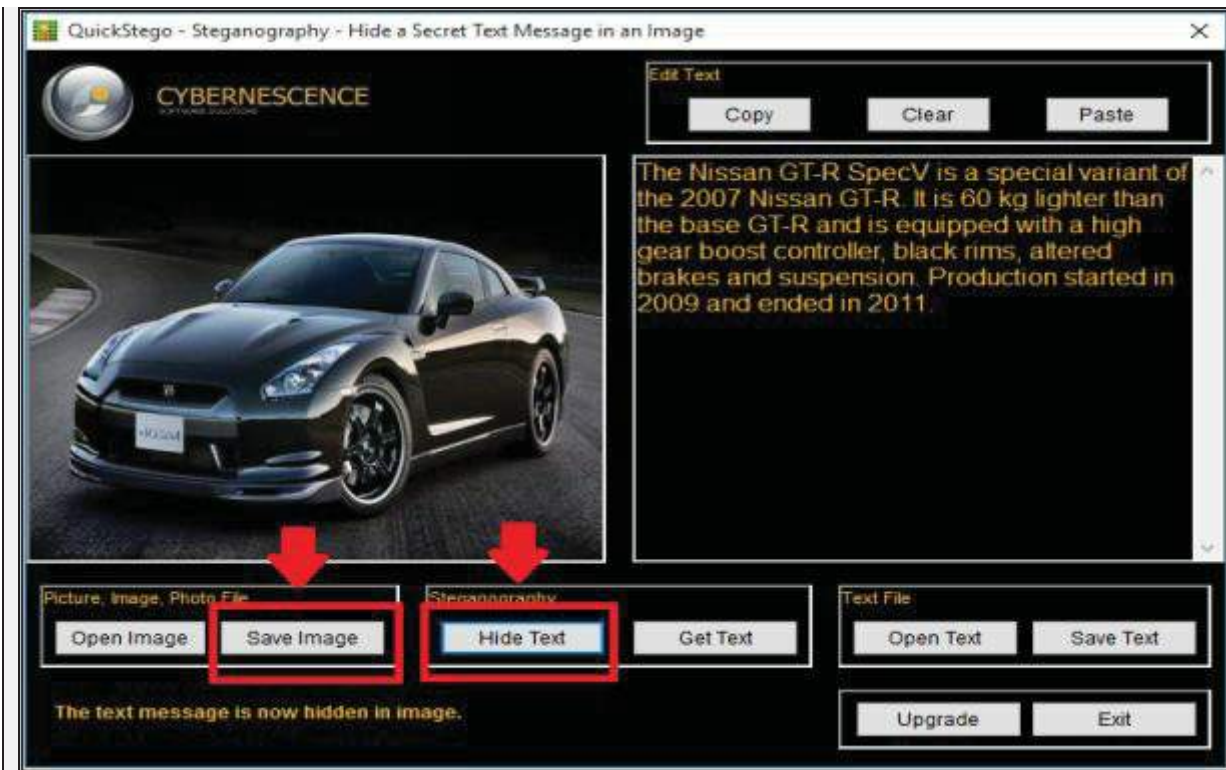 QuickStego - Steganography - Hide a Secret Text Message in an Image
CYBERNESCENCE
SOFTWARE SOLUTIONS
Edit Text
Copy Clear Paste
The Nissan GT-R SpecV is a special variant of
the 2007 Nissan GT-R. It is 60 kg lighter than
the base GT-R and is equipped with a high
gear boost controller, black rims, altered
brakes and suspension. Production started in
2009 and ended in 2011.
Picture, Image, Photo File
Open Image Save Image
Steganography
Hide Text Get Text
Text File
Open Text Save Text
The text message is now hidden in image.
Upgrade Exit